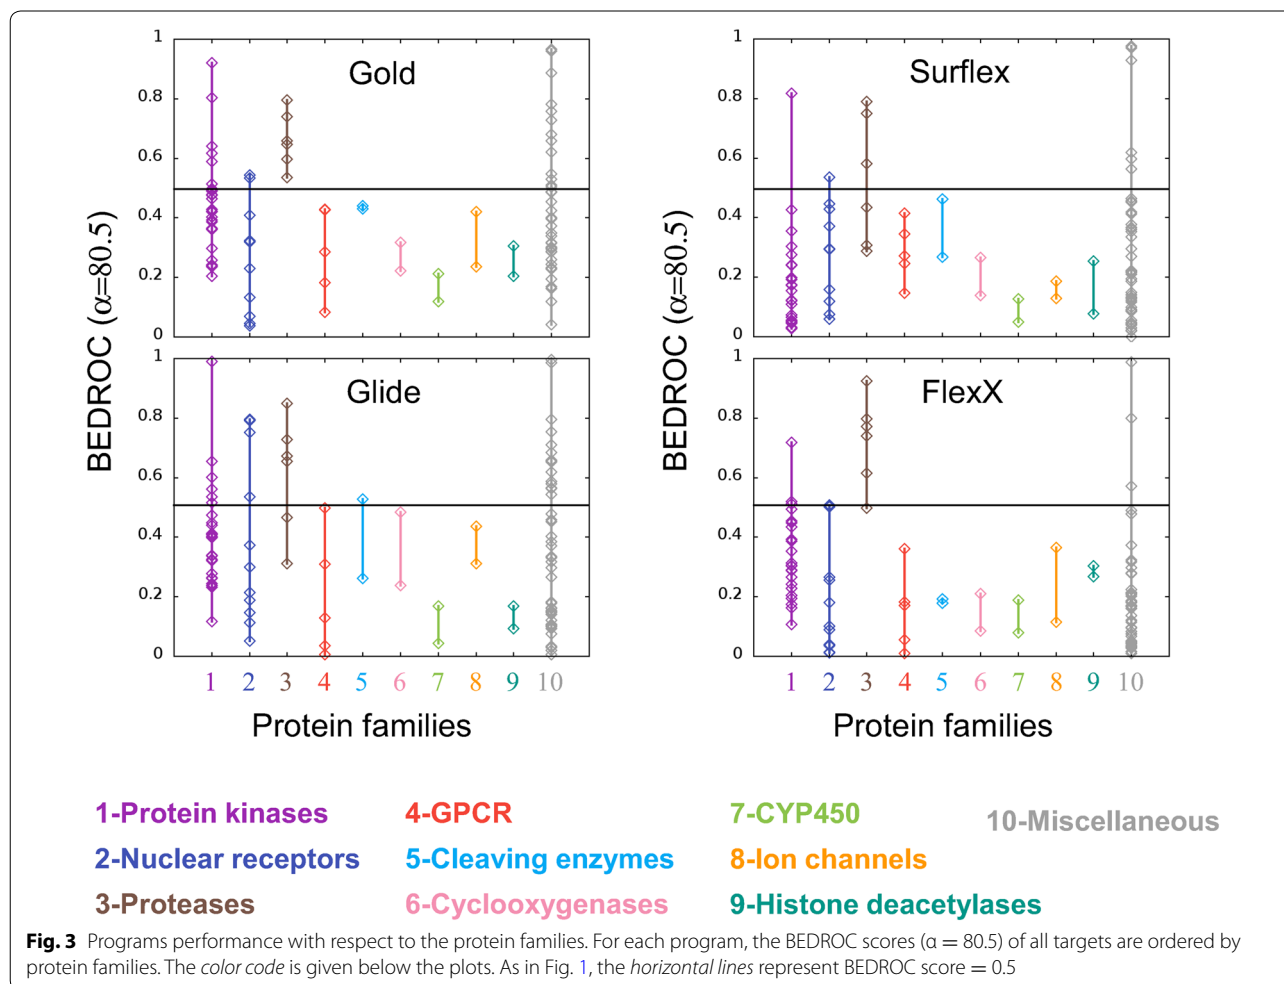 Gold
1
0.8
0.6
0.4
0.2
0
Surflex
1
0.8
0.6
0.4
0.2
0
BEDROC (α=80.5)
BEDROC (α=80.5)
Glide
1
0.8
0.6
0.4
0.2
0
1 2 3 4 5 6 7 8 9 10
Protein families
FlexX
1
0.8
0.6
0.4
0.2
0
1 2 3 4 5 6 7 8 9 10
Protein families
1-Protein kinases
2-Nuclear receptors
3-Proteases
4-GPCR
5-Cleaving enzymes
6-Cyclooxygenases
7-CYP450
8-Ion channels
9-Histone deacetylases
10-Miscellaneous
Fig. 3 Programs performance with respect to the protein families. For each program, the BEDROC scores (α = 80.5) of all targets are ordered by
protein families. The color code is given below the plots. As in Fig. 1, the horizontal lines represent BEDROC score = 0.5